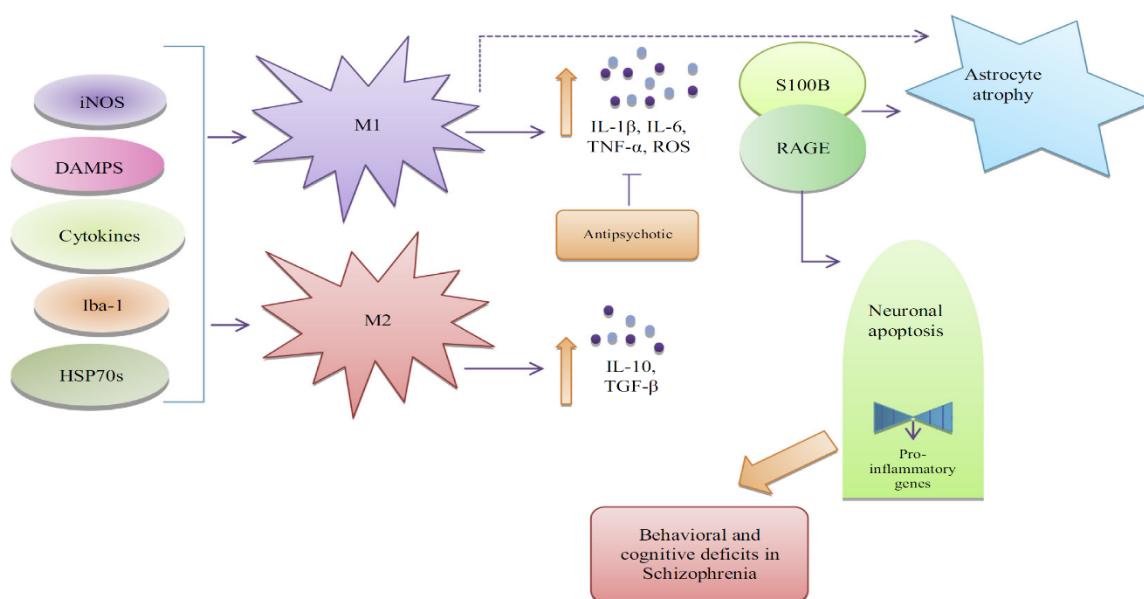 iNOS
DAMPS
Cytokines
Iba-1
HSP70s
M1
M2
IL-1β, IL-6,
TNF-α, ROS
Antipsychotic
IL-10,
TGF-β
S100B
RAGE
Astrocyte
atrophy
Neuronal
apoptosis
Pro-
inflammatory
genes
Behavioral and
cognitive deficits in
Schizophrenia